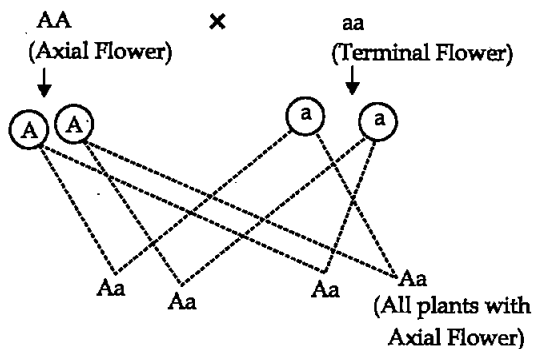 AA × aa
(Axial Flower) (Terminal Flower)
A A a a
Aa Aa Aa Aa
(All plants with
Axial Flower)